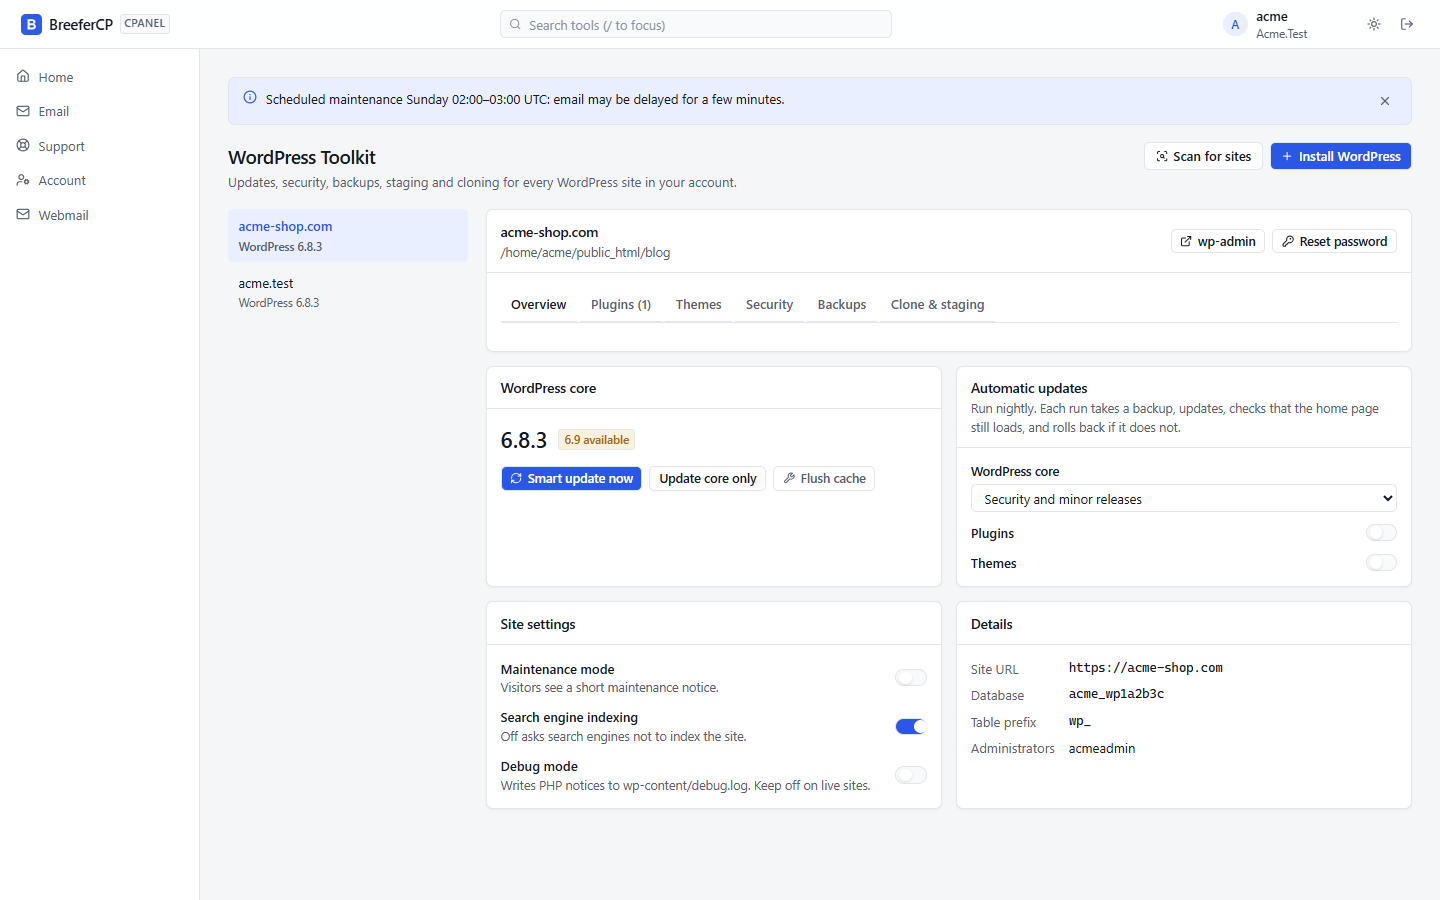 B BreeferCP CPANEL
Search tools (/ to focus)
A
acme
Acme.Test
Home
Email
Support
Account
Webmail
Scheduled maintenance Sunday 02:00–03:00 UTC: email may be delayed for a few minutes.
WordPress Toolkit
Updates, security, backups, staging and cloning for every WordPress site in your account.
Scan for sites
Install WordPress
acme-shop.com
WordPress 6.8.3
acme.test
WordPress 6.8.3
acme-shop.com
/home/acme/public_html/blog
wp-admin
Reset password
Overview Plugins (1) Themes Security Backups Clone & staging
WordPress core
6.8.3 6.9 available
Smart update now Update core only Flush cache
Automatic updates
Run nightly. Each run takes a backup, updates, checks that the home page
still loads, and rolls back if it does not.
WordPress core
Security and minor releases
Plugins
Themes
Site settings
Maintenance mode
Visitors see a short maintenance notice.
Search engine indexing
Off asks search engines not to index the site.
Debug mode
Writes PHP notices to wp-content/debug.log. Keep off on live sites.
Details
Site URL https://acme-shop.com
Database acme_wp1a2b3c
Table prefix wp_
Administrators acmeadmin